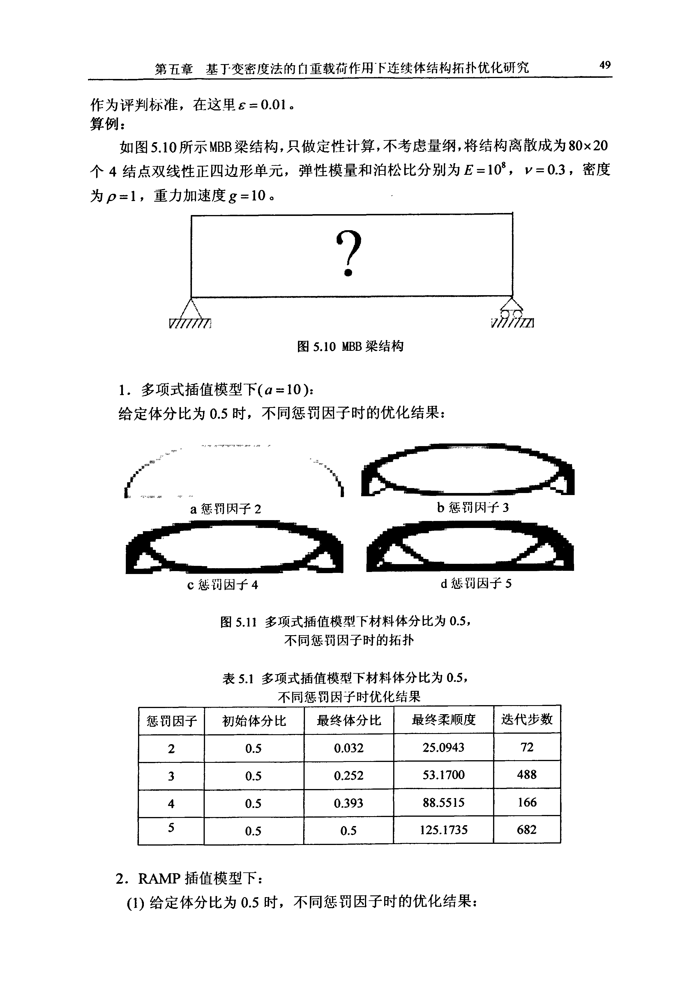 第五章 基于变密度法的自重载荷作用下连续体结构拓扑优化研究 49
作为评判标准，在这里ε=0.01。
算例：
如图5.10所示MBB梁结构，只做定性计算，不考虑量纲，将结构离散成为80×20
个 4 结点双线性正四边形单元，弹性模量和泊松比分别为E=10⁸，ν=0.3，密度
为ρ=1，重力加速度g=10。
?
图 5.10 MBB 梁结构
1．多项式插值模型下(a=10)：
给定体分比为 0.5 时，不同惩罚因子时的优化结果：
a 惩罚因子 2
b 惩罚因子 3
c 惩罚因子 4
d 惩罚因子 5
图 5.11 多项式插值模型下材料体分比为 0.5，
不同惩罚因子时的拓扑
表 5.1 多项式插值模型下材料体分比为 0.5，
不同惩罚因子时优化结果
惩罚因子 初始体分比 最终体分比 最终柔顺度 迭代步数
2 0.5 0.032 25.0943 72
3 0.5 0.252 53.1700 488
4 0.5 0.393 88.5515 166
5 0.5 0.5 125.1735 682
2．RAMP 插值模型下：
(1) 给定体分比为 0.5 时，不同惩罚因子时的优化结果：